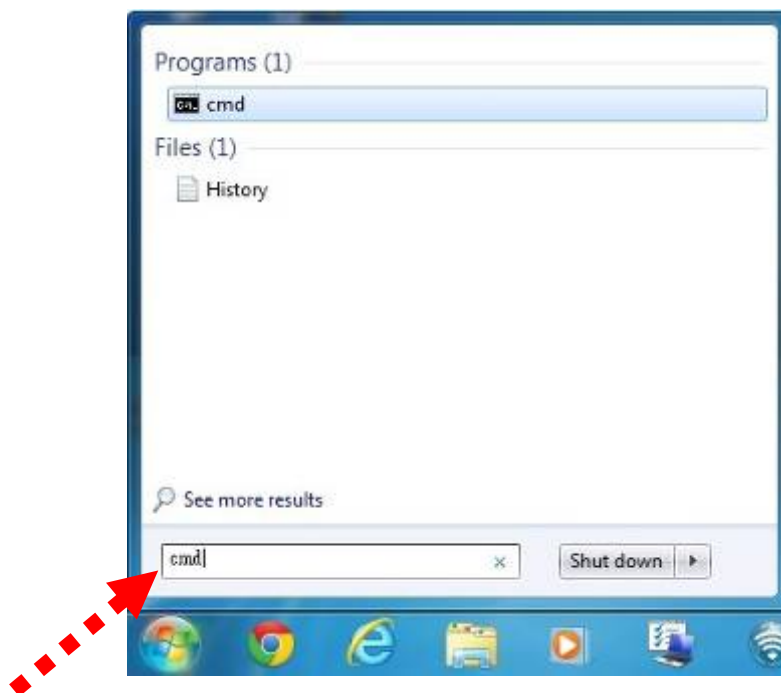 Programs (1)
cmd
Files (1)
History
See more results
cmd
Shut down